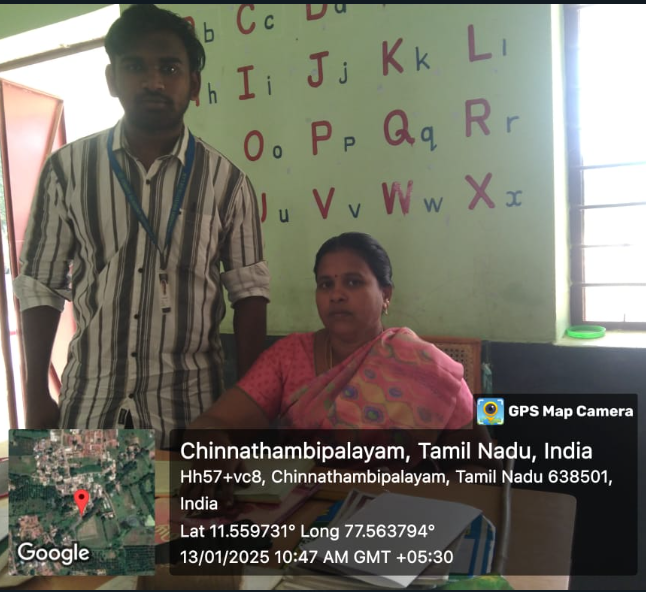 b C c D d
h I i J j K k L l
O o P p Q q R r
U u V v W w X x
GPS Map Camera
Chinnathambipalayam, Tamil Nadu, India
Hh57+vc8, Chinnathambipalayam, Tamil Nadu 638501,
India
Lat 11.559731° Long 77.563794°
13/01/2025 10:47 AM GMT +05:30
Google